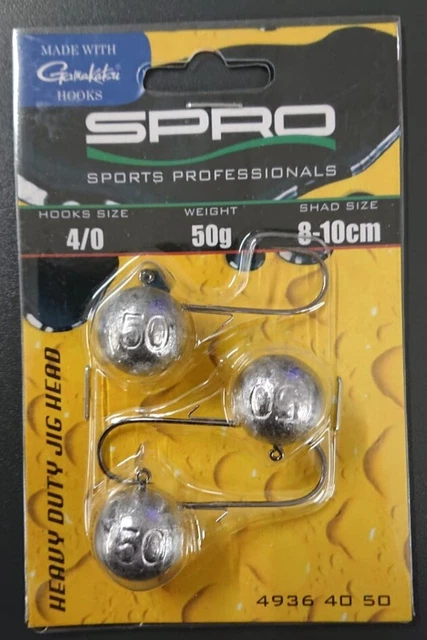 MADE WITH
Gamakatsu
HOOKS
SPRO
SPORTS PROFESSIONALS
HOOKS SIZE WEIGHT SHAD SIZE
4/0 50g 8-10cm
50
50
50
HEAVY DUTY JIG HEAD
4936 40 50